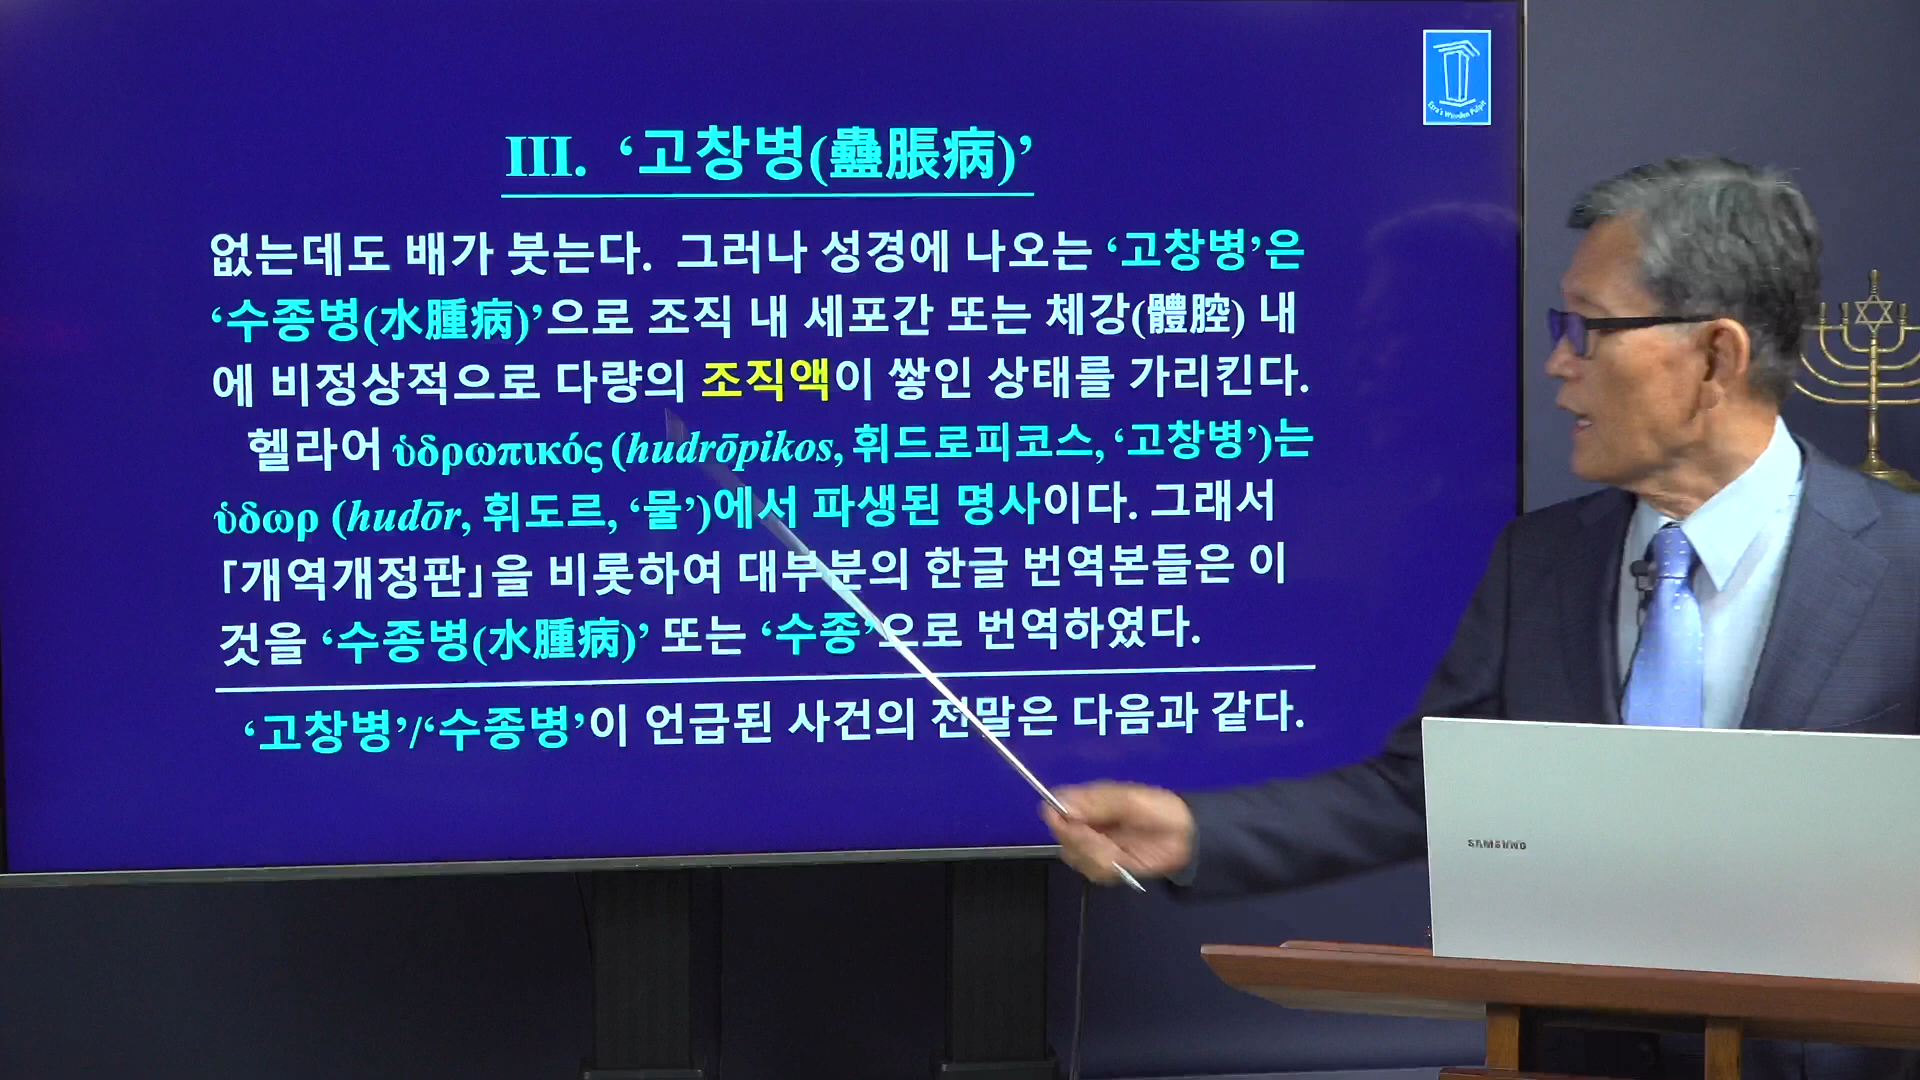 Ezra's Wooden Pulpit
III. ‘고창병(蠱脹病)’
없는데도 배가 붓는다. 그러나 성경에 나오는 ‘고창병’은
‘수종병(水腫病)’으로 조직 내 세포간 또는 체강(體腔) 내
에 비정상적으로 다량의 조직액이 쌓인 상태를 가리킨다.
헬라어 ὑδρωπικός (hudrōpikos, 휘드로피코스, ‘고창병’)는
ὑδωρ (hudōr, 휘도르, ‘물’)에서 파생된 명사이다. 그래서
「개역개정판」을 비롯하여 대부분의 한글 번역본들은 이
것을 ‘수종병(水腫病)’ 또는 ‘수종’으로 번역하였다.
‘고창병’/‘수종병’이 언급된 사건의 전말은 다음과 같다.
SAMSUNG